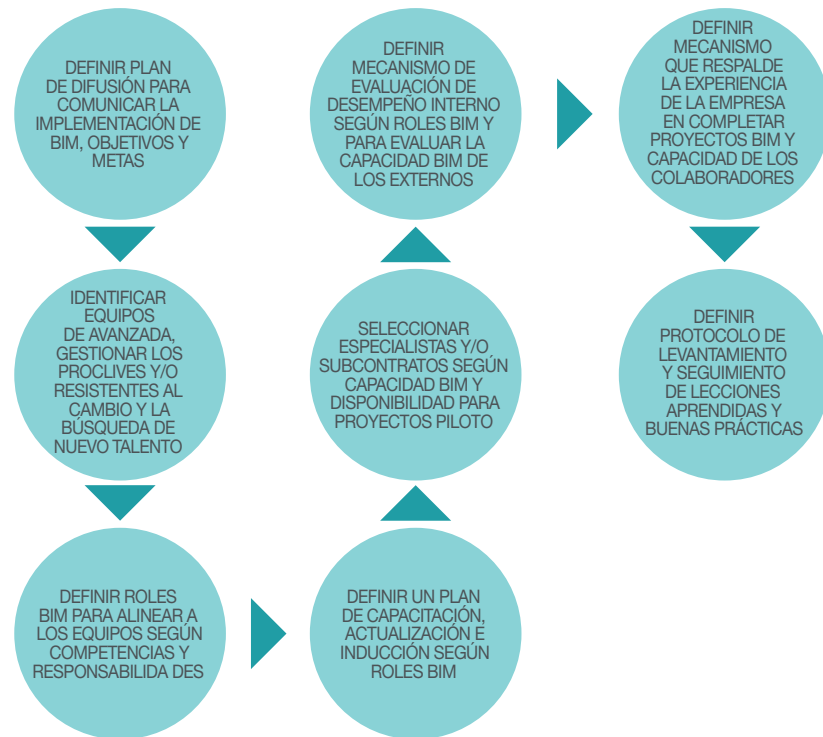 DEFINIR PLAN
DE DIFUSIÓN PARA
COMUNICAR LA
IMPLEMENTACIÓN DE
BIM, OBJETIVOS Y
METAS
IDENTIFICAR
EQUIPOS
DE AVANZADA,
GESTIONAR LOS
PROCLIVES Y/O
RESISTENTES AL
CAMBIO Y LA
BÚSQUEDA DE
NUEVO TALENTO
DEFINIR ROLES
BIM PARA ALINEAR A
LOS EQUIPOS SEGÚN
COMPETENCIAS Y
RESPONSABILIDA DES
DEFINIR UN PLAN
DE CAPACITACIÓN,
ACTUALIZACIÓN E
INDUCCIÓN SEGÚN
ROLES BIM
SELECCIONAR
ESPECIALISTAS Y/O
SUBCONTRATOS SEGÚN
CAPACIDAD BIM Y
DISPONIBILIDAD PARA
PROYECTOS PILOTO
DEFINIR
MECANISMO DE
EVALUACIÓN DE
DESEMPEÑO INTERNO
SEGÚN ROLES BIM Y
PARA EVALUAR LA
CAPACIDAD BIM DE
LOS EXTERNOS
DEFINIR
MECANISMO
QUE RESPALDE
LA EXPERIENCIA
DE LA EMPRESA
EN COMPLETAR
PROYECTOS BIM Y
CAPACIDAD DE LOS
COLABORADORES
DEFINIR
PROTOCOLO DE
LEVANTAMIENTO
Y SEGUIMIENTO
DE LECCIONES
APRENDIDAS Y
BUENAS PRÁCTICAS